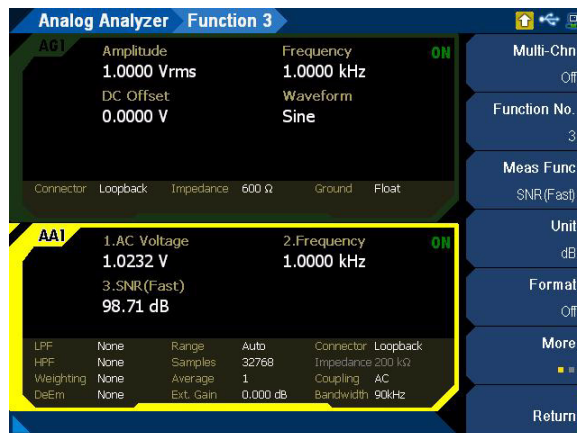 Analog Analyzer Function 3
AG1
Amplitude Frequency ON
1.0000 Vrms 1.0000 kHz
DC Offset Waveform
0.0000 V Sine
Connector Loopback Impedance 600 Ω Ground Float
AA1
1.AC Voltage 2.Frequency ON
1.0232 V 1.0000 kHz
3.SNR(Fast)
98.71 dB
LPF None Range Auto Connector Loopback
HPF None Samples 32768 Impedance 200 kΩ
Weighting None Average 1 Coupling AC
DeEm None Ext. Gain 0.000 dB Bandwidth 90kHz
Multi-Chn
Off
Function No.
3
Meas Func
SNR(Fast)
Unit
dB
Format
Off
More
Return